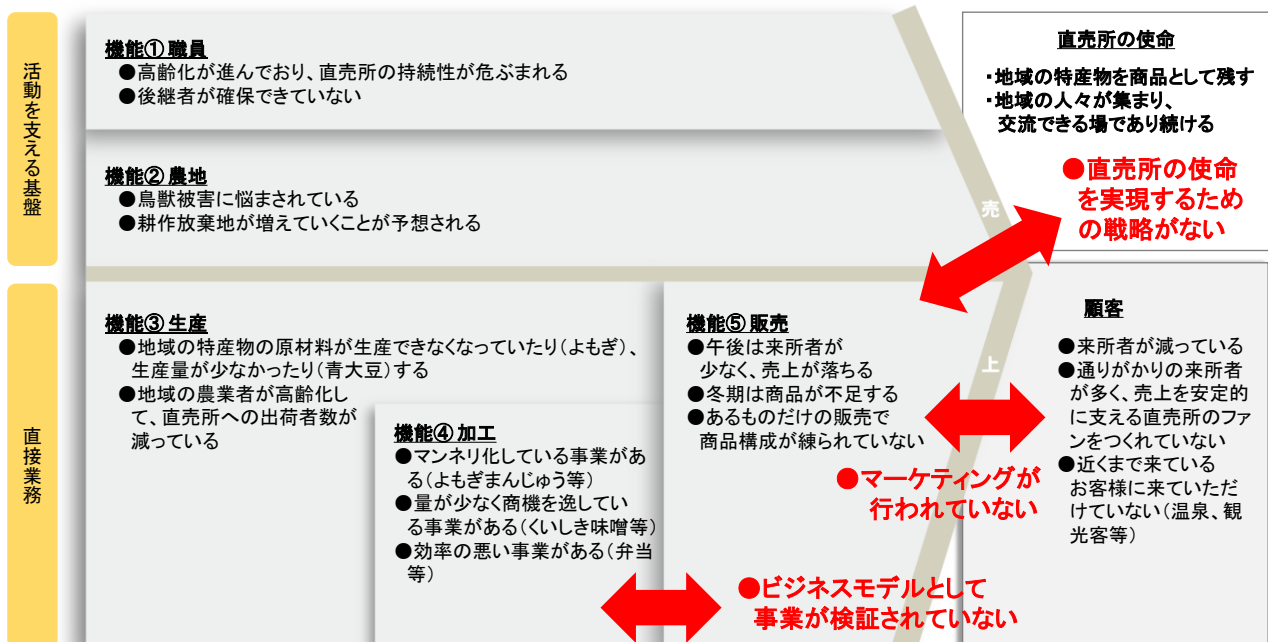 活動を支える基盤
機能① 職員
●高齢化が進んでおり、直売所の持続性が危ぶまれる
●後継者が確保できていない
機能② 農地
●鳥獣被害に悩まされている
●耕作放棄地が増えていくことが予想される
直売所の使命
・地域の特産物を商品として残す
・地域の人々が集まり、
交流できる場であり続ける
●直売所の使命
を実現するため
の戦略がない
売
上
直接業務
機能③ 生産
●地域の特産物の原材料が生産できなくなっていたり(よもぎ)、
生産量が少なかったり(青大豆)する
●地域の農業者が高齢化し
て、直売所への出荷者数が
減っている
機能④ 加工
●マンネリ化している事業があ
る(よもぎまんじゅう等)
●量が少なく商機を逸してい
る事業がある(くいしき味噌等)
●効率の悪い事業がある(弁当
等)
機能⑤ 販売
●午後は来所者が
少なく、売上が落ちる
●冬期は商品が不足する
●あるものだけの販売で
商品構成が練られていない
●マーケティングが
行われていない
●ビジネスモデルとして
事業が検証されていない
顧客
●来所者が減っている
●通りがかりの来所者
が多く、売上を安定的
に支える直売所のファ
ンをつくれていない
●近くまで来ている
お客様に来ていただ
けていない(温泉、観
光客等)